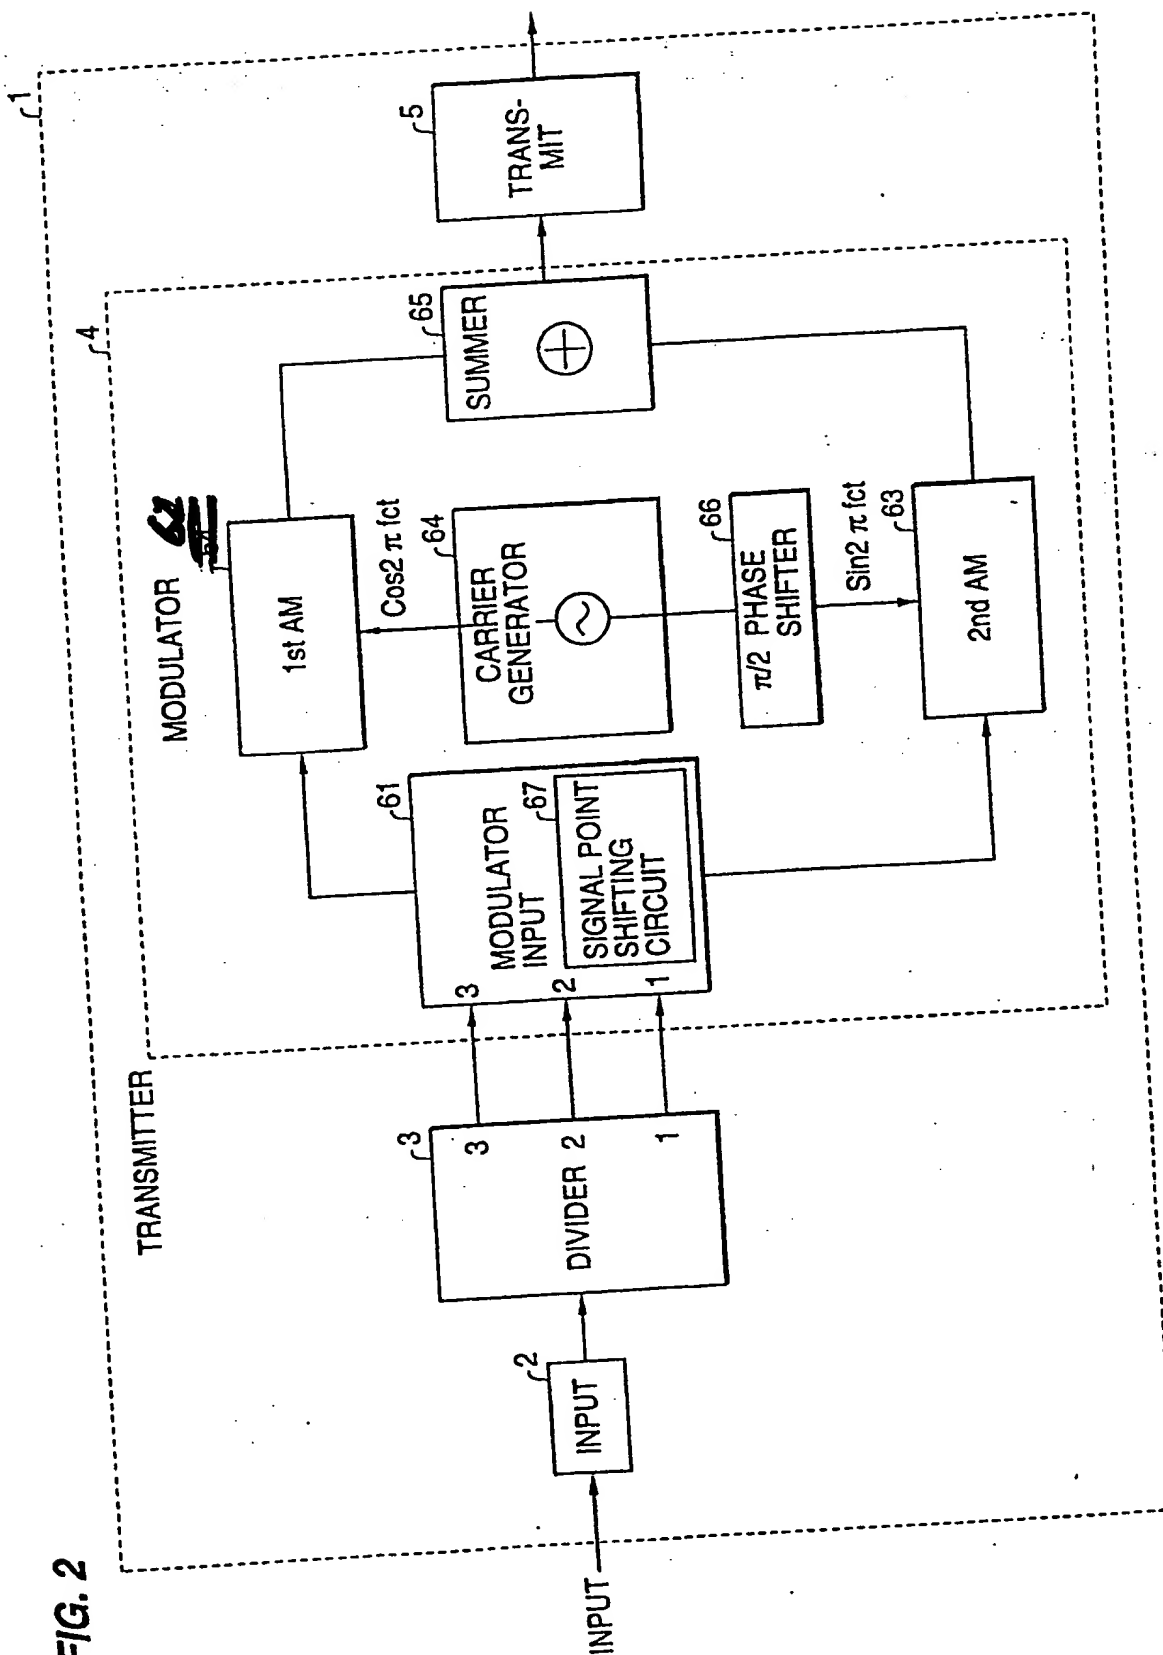 FIG. 2
1
TRANSMITTER
4
MODULATOR
INPUT
2
INPUT
3
3
DIVIDER 2
1
61
3
MODULATOR
INPUT
2
1
67
SIGNAL POINT
SHIFTING
CIRCUIT
62
1st AM
Cos2 π fct
64
CARRIER
GENERATOR
~
66
π/2 PHASE
SHIFTER
Sin2 π fct
63
2nd AM
65
SUMMER
+
5
TRANS-
MIT